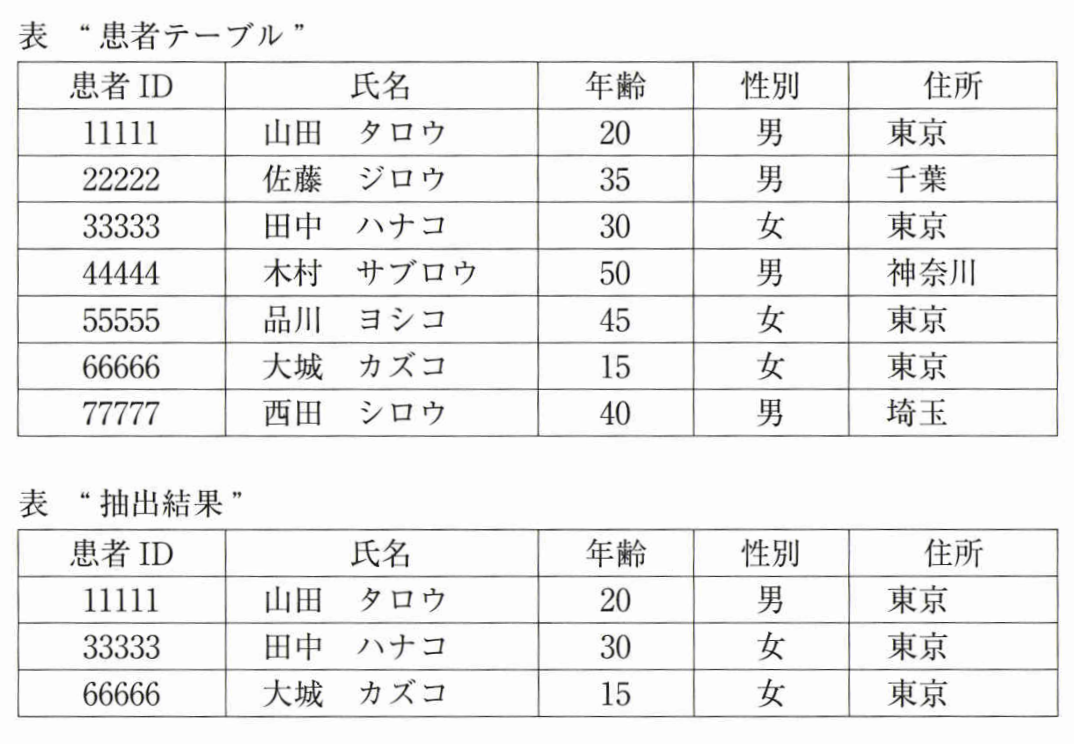 表 “患者テーブル”
患者 ID 氏名 年齢 性別 住所
11111 山田 タロウ 20 男 東京
22222 佐藤 ジロウ 35 男 千葉
33333 田中 ハナコ 30 女 東京
44444 木村 サブロウ 50 男 神奈川
55555 品川 ヨシコ 45 女 東京
66666 大城 カズコ 15 女 東京
77777 西田 シロウ 40 男 埼玉
表 “抽出結果”
患者 ID 氏名 年齢 性別 住所
11111 山田 タロウ 20 男 東京
33333 田中 ハナコ 30 女 東京
66666 大城 カズコ 15 女 東京